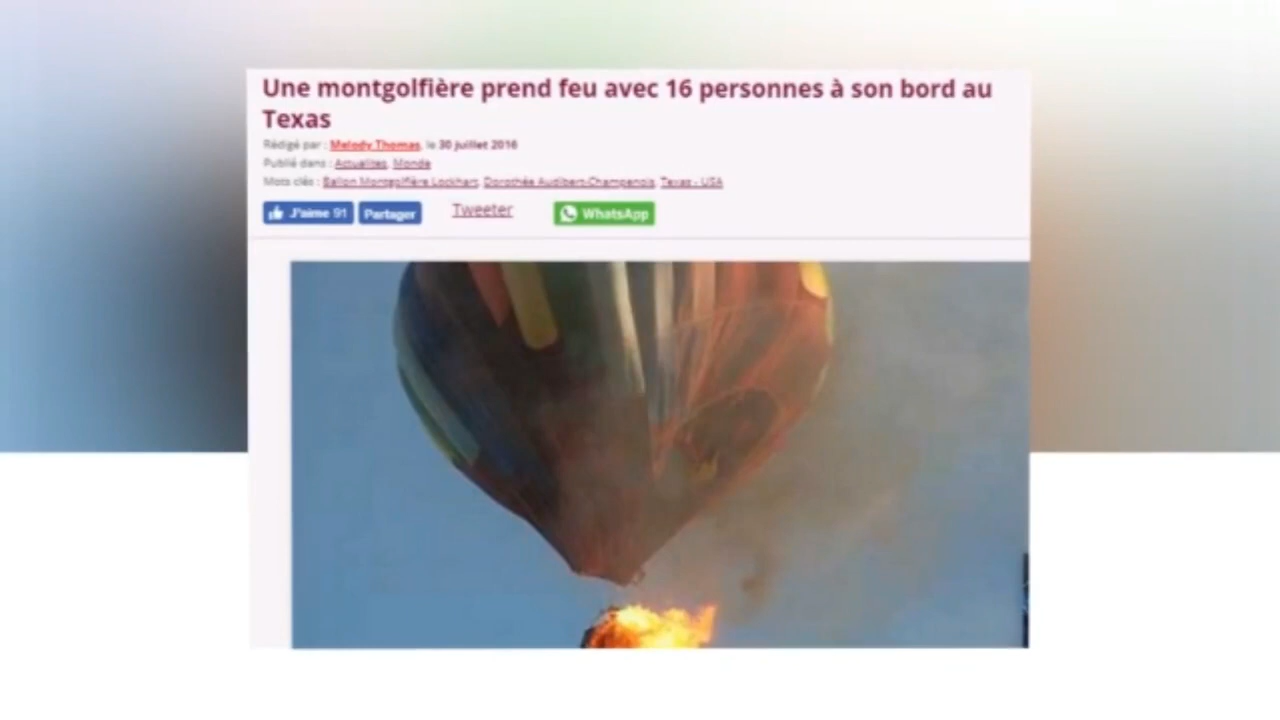 Une montgolfière prend feu avec 16 personnes à son bord au
Texas
Rédigé par : Melody Thomas, le 30 juillet 2016
Publié dans : Actualités, Monde
Mots clés : Ballon Montgolfière Lockhart, Dorothée Audibert-Champenois, Texas - USA
J'aime 91 Partager Tweeter WhatsApp